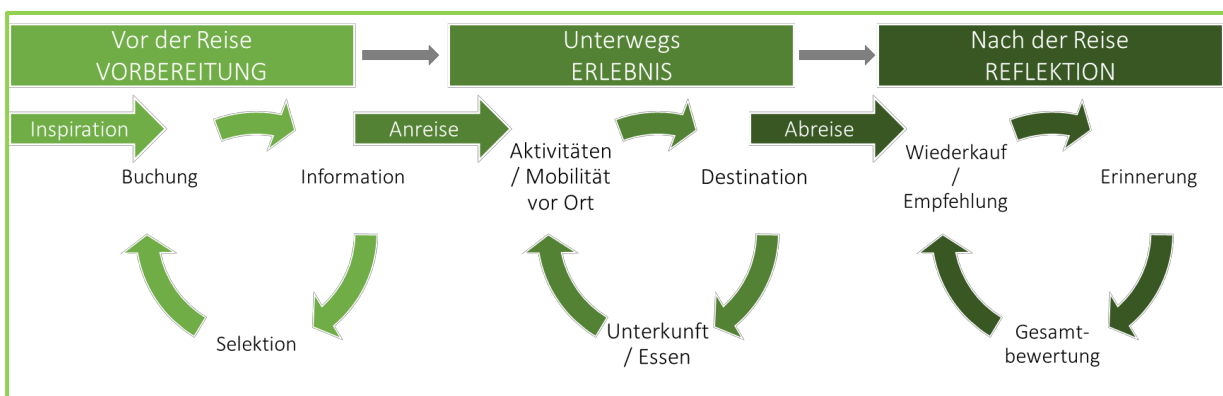 Vor der Reise
VORBEREITUNG
Unterwegs
ERLEBNIS
Nach der Reise
REFLEKTION
Inspiration
Buchung
Information
Selektion
Anreise
Aktivitäten
/ Mobilität
vor Ort
Destination
Unterkunft
/ Essen
Abreise
Wiederkauf
/
Empfehlung
Erinnerung
Gesamt-
bewertung